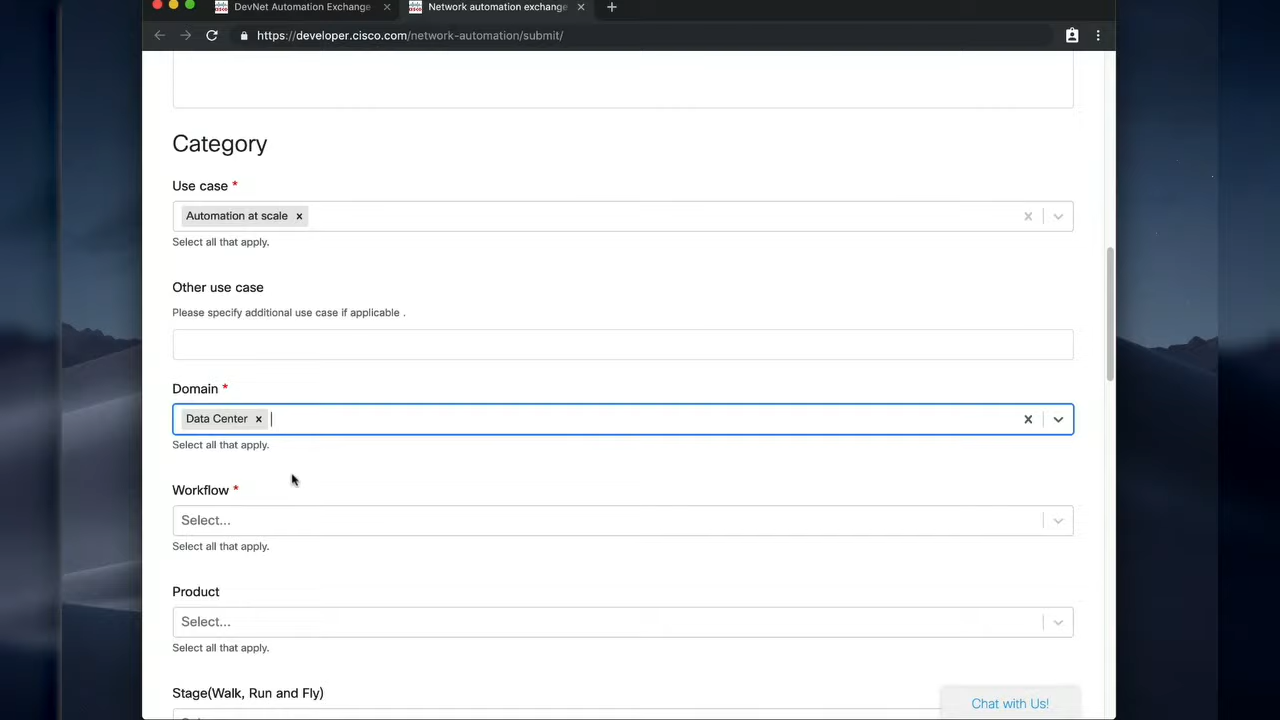 DevNet Automation Exchange
Network automation exchange
https://developer.cisco.com/network-automation/submit/
Category
Use case *
Automation at scale
Select all that apply.
Other use case
Please specify additional use case if applicable .
Domain *
Data Center
Select all that apply.
Workflow *
Select...
Select all that apply.
Product
Select...
Select all that apply.
Stage(Walk, Run and Fly)
Chat with Us!